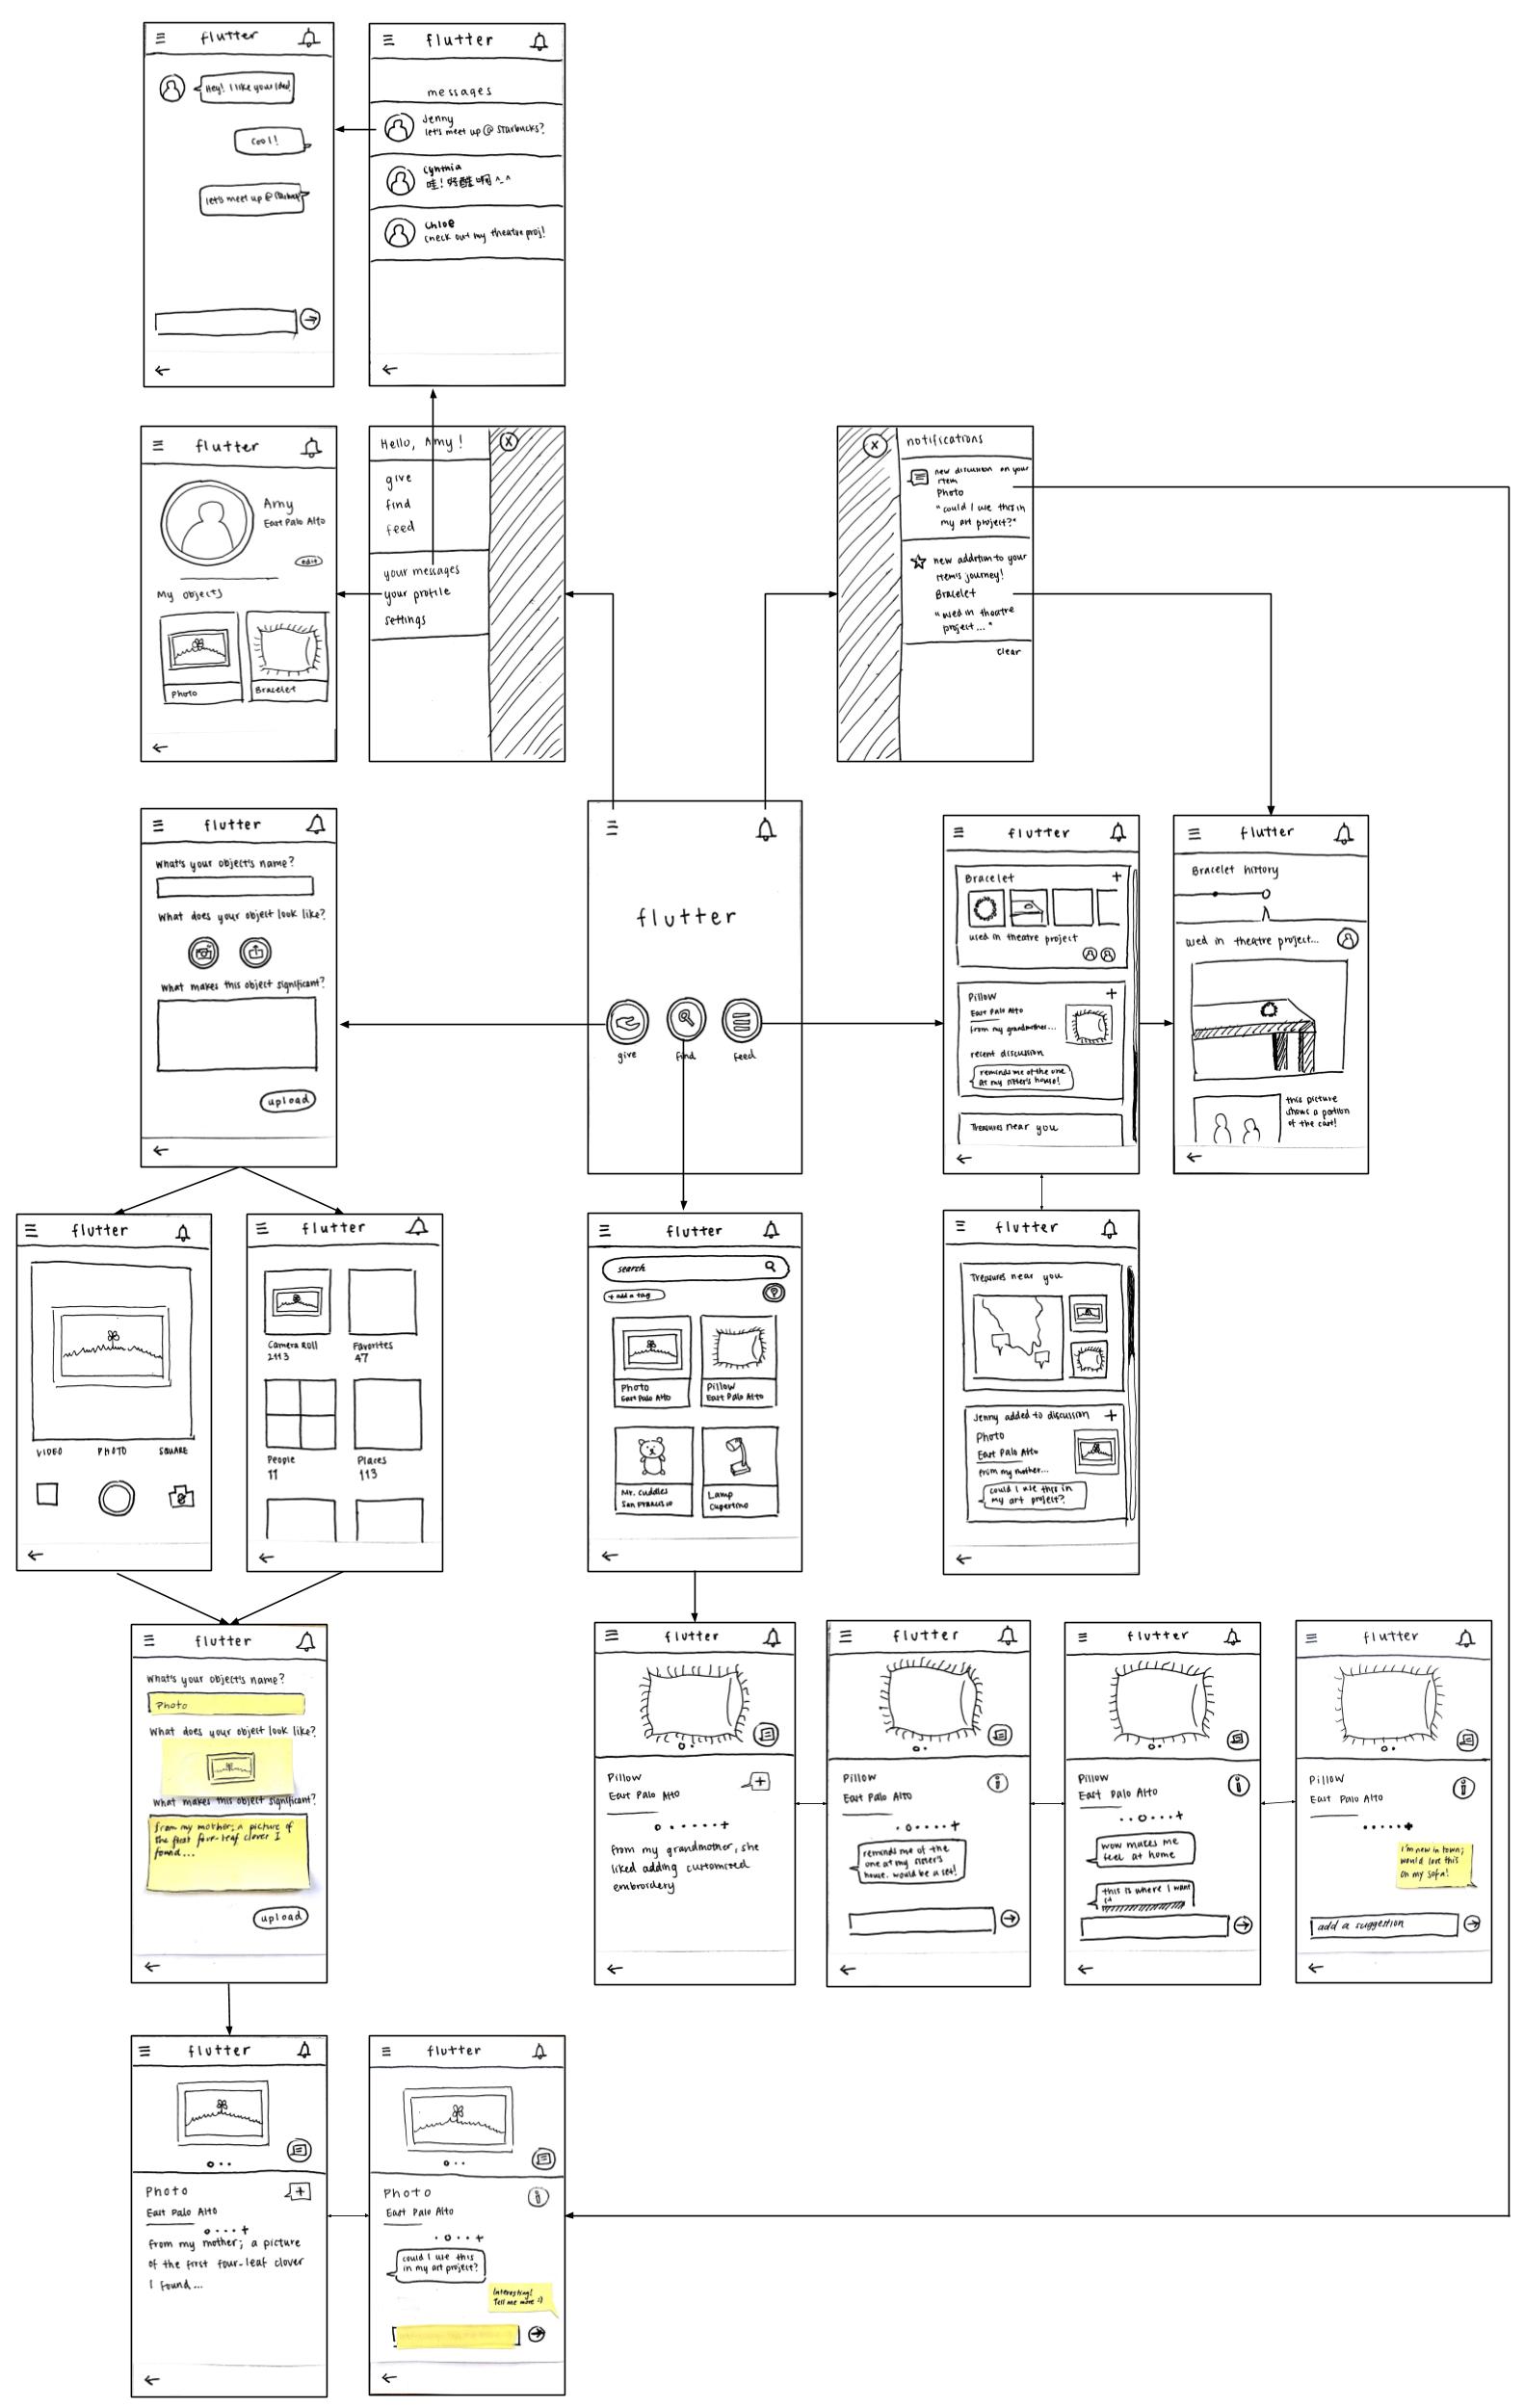 flutter
Hey! I like your idea!
cool!
let's meet up @ Starbucks
flutter
messages
Jenny
let's meet up @ Starbucks?
Cynthia
哇!好酷啊 ^_^
Chloe
check out my theatre proj!
flutter
Amy
East Palo Alto
edit
My objects
Photo
Bracelet
Hello, Amy!
give
find
feed
your messages
your profile
settings
notifications
new discussion on your
item
Photo
"could I use this in
my art project?"
new addition to your
item's journey!
Bracelet
"used in theatre
project..."
clear
flutter
What's your object's name?
What does your object look like?
What makes this object significant?
upload
flutter
give
find
feed
flutter
Bracelet
used in theatre project
Pillow
East Palo Alto
from my grandmother...
recent discussion
reminds me of the one
at my sister's house!
Treasures near you
flutter
Bracelet history
used in theatre project...
this picture
shows a portion
of the cast!
flutter
VIDEO
PHOTO
SQUARE
flutter
Camera Roll
2113
Favorites
47
People
11
Places
113
flutter
search
+ add a tag
?
Photo
East Palo Alto
Pillow
East Palo Alto
Mr. Cuddles
San Francisco
Lamp
Cupertino
flutter
Treasures near you
Jenny added to discussion
Photo
East Palo Alto
from my mother...
could I use this in
my art project?
flutter
What's your object's name?
Photo
What does your object look like?
What makes this object significant?
from my mother; a picture of
the first four-leaf clover I
found...
upload
flutter
Pillow
East Palo Alto
from my grandmother, she
liked adding customized
embroidery
flutter
Pillow
East Palo Alto
reminds me of the
one at my sister's
house. would be a set!
flutter
Pillow
East Palo Alto
wow makes me
feel at home
this is where I want
flutter
Pillow
East Palo Alto
I'm new in town;
would love this
on my sofa!
add a suggestion
flutter
Photo
East Palo Alto
from my mother; a picture
of the first four-leaf clover
I found...
flutter
Photo
East Palo Alto
could I use this
in my art project?
Interesting!
Tell me more :)